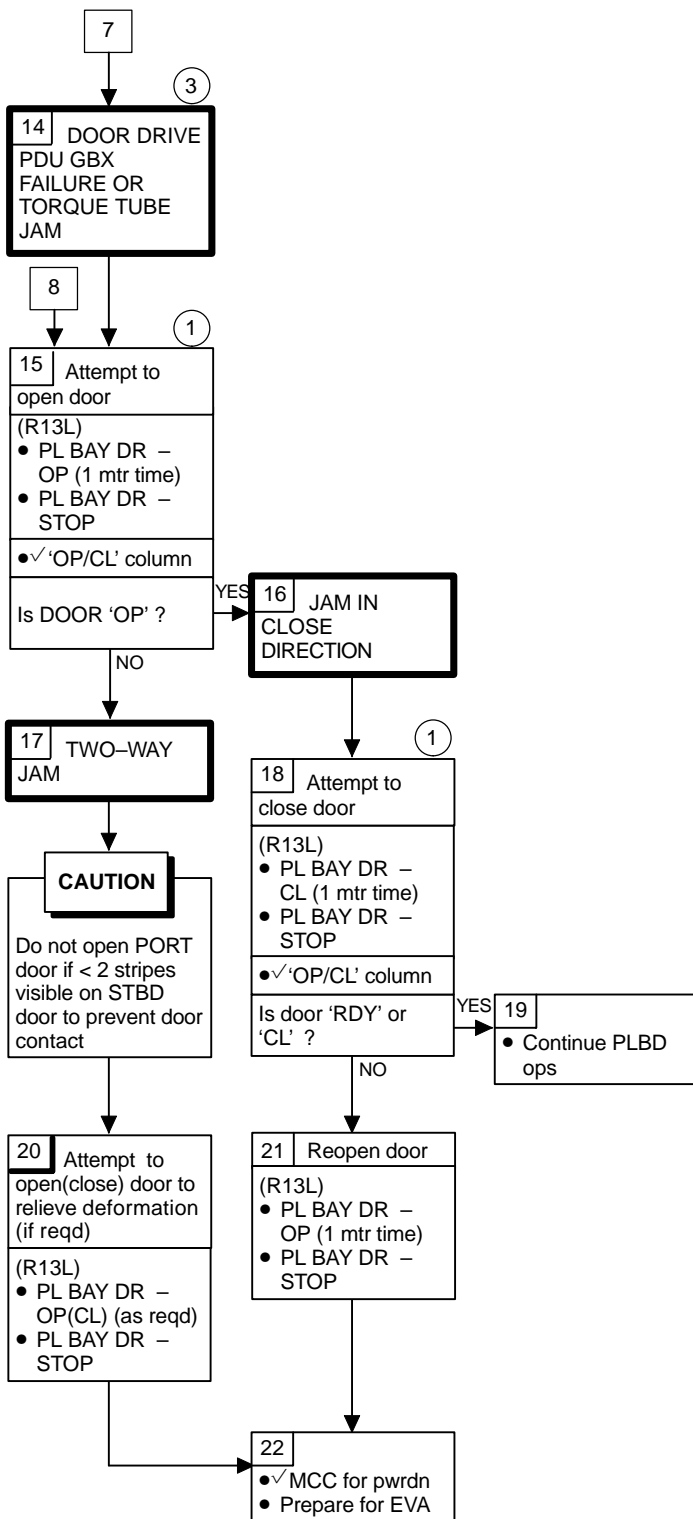 7
3
14 DOOR DRIVE
PDU GBX
FAILURE OR
TORQUE TUBE
JAM
8
1
15 Attempt to
open door
(R13L)
● PL BAY DR –
OP (1 mtr time)
● PL BAY DR –
STOP
●√ ‘OP/CL’ column
Is DOOR ‘OP’ ?
YES
NO
16 JAM IN
CLOSE
DIRECTION
17 TWO–WAY
JAM
CAUTION
Do not open PORT
door if < 2 stripes
visible on STBD
door to prevent door
contact
1
18 Attempt to
close door
(R13L)
● PL BAY DR –
CL (1 mtr time)
● PL BAY DR –
STOP
●√ ‘OP/CL’ column
Is door ‘RDY’ or
‘CL’ ?
YES
NO
19
● Continue PLBD
ops
20 Attempt to
open(close) door to
relieve deformation
(if reqd)
(R13L)
● PL BAY DR –
OP(CL) (as reqd)
● PL BAY DR –
STOP
21 Reopen door
(R13L)
● PL BAY DR –
OP (1 mtr time)
● PL BAY DR –
STOP
22
●√ MCC for pwrdn
● Prepare for EVA